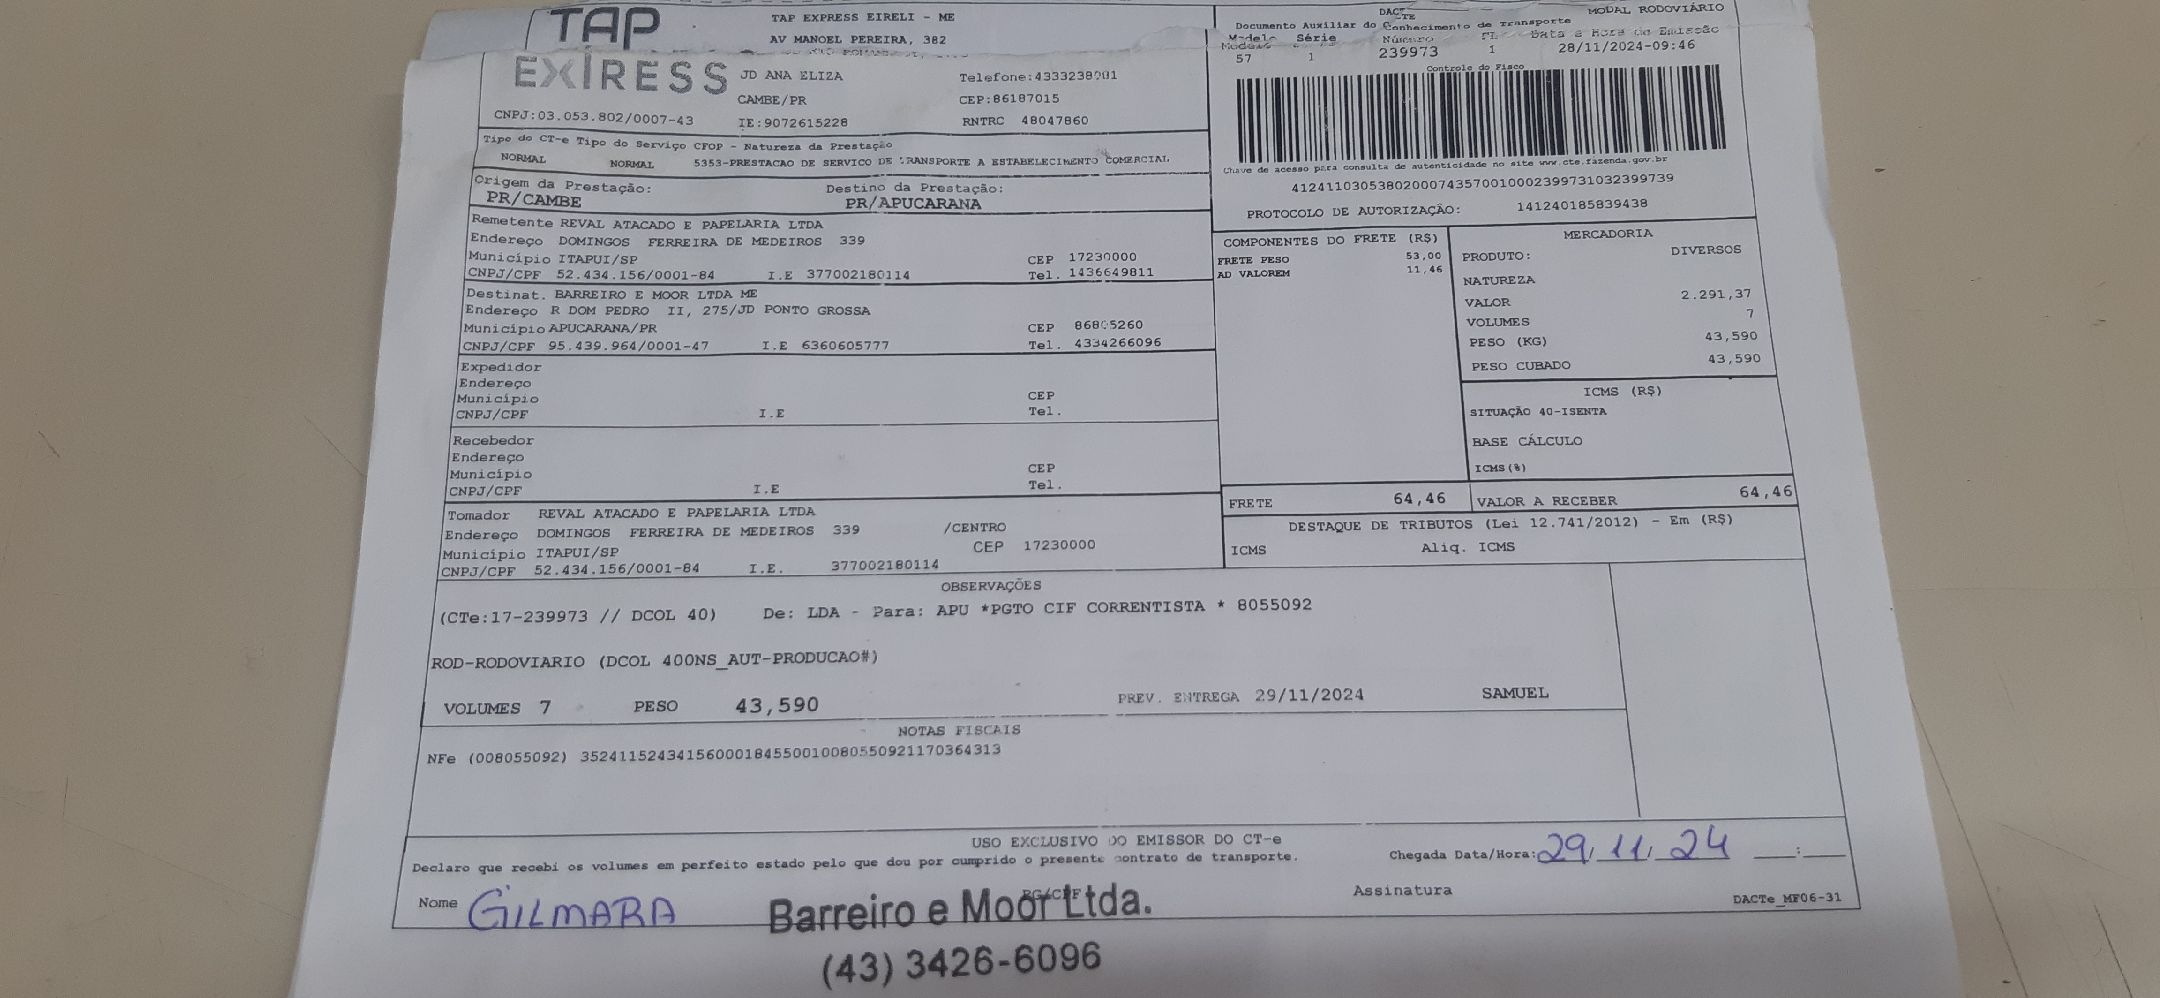 TAP
EXPRESS
TAP EXPRESS EIRELI - ME
AV MANOEL PEREIRA, 382
JD ANA ELIZA Telefone:4333238001
CAMBE/PR CEP:86187015
CNPJ:03.053.802/0007-43 IE:9072615228 RNTRC 48047860
DACTE MODAL RODOVIÁRIO
Documento Auxiliar do Conhecimento de Transporte
Modelo Série Número FL Data e Hora de Emissão
57 1 239973 1 28/11/2024-09:46
Controle do Fisco
Chave de acesso para consulta de autenticidade no site www.cte.fazenda.gov.br
41241103053802000743570010002399731032399739
PROTOCOLO DE AUTORIZAÇÃO: 141240185839438
Tipo do CT-e Tipo do Serviço CFOP - Natureza da Prestação
NORMAL NORMAL 5353-PRESTACAO DE SERVICO DE TRANSPORTE A ESTABELECIMENTO COMERCIAL
Origem da Prestação: Destino da Prestação:
PR/CAMBE PR/APUCARANA
Remetente REVAL ATACADO E PAPELARIA LTDA
Endereço DOMINGOS FERREIRA DE MEDEIROS 339
Município ITAPUI/SP CEP 17230000
CNPJ/CPF 52.434.156/0001-84 I.E 377002180114 Tel. 1436649811
Destinat. BARREIRO E MOOR LTDA ME
Endereço R DOM PEDRO II, 275/JD PONTO GROSSA
Município APUCARANA/PR CEP 86805260
CNPJ/CPF 95.439.964/0001-47 I.E 6360605777 Tel. 4334266096
Expedidor
Endereço
Município CEP
CNPJ/CPF I.E Tel.
Recebedor
Endereço
Município CEP
CNPJ/CPF I.E Tel.
Tomador REVAL ATACADO E PAPELARIA LTDA
Endereço DOMINGOS FERREIRA DE MEDEIROS 339 /CENTRO
Município ITAPUI/SP CEP 17230000
CNPJ/CPF 52.434.156/0001-84 I.E. 377002180114
COMPONENTES DO FRETE (R$)
FRETE PESO 53,00
AD VALOREM 11,46
MERCADORIA
PRODUTO: DIVERSOS
NATUREZA
VALOR 2.291,37
VOLUMES 7
PESO (KG) 43,590
PESO CUBADO 43,590
ICMS (R$)
SITUAÇÃO 40-ISENTA
BASE CÁLCULO
ICMS(%)
FRETE 64,46 VALOR A RECEBER 64,46
DESTAQUE DE TRIBUTOS (Lei 12.741/2012) - Em (R$)
ICMS Aliq. ICMS
OBSERVAÇÕES
(CTe:17-239973 // DCOL 40) De: LDA - Para: APU *PGTO CIF CORRENTISTA * 8055092
ROD-RODOVIARIO (DCOL 400NS_AUT-PRODUCAO#)
VOLUMES 7 PESO 43,590 PREV. ENTREGA 29/11/2024 SAMUEL
NOTAS FISCAIS
NFe (008055092) 35241152434156000184550010080550921170364313
USO EXCLUSIVO DO EMISSOR DO CT-e
Declaro que recebi os volumes em perfeito estado pelo que dou por cumprido o presente contrato de transporte.
Chegada Data/Hora: 29/11/24 __:__
Nome GILMARA RG/CPF Assinatura
DACTe_MF06-31
Barreiro e Moor Ltda.
(43) 3426-6096